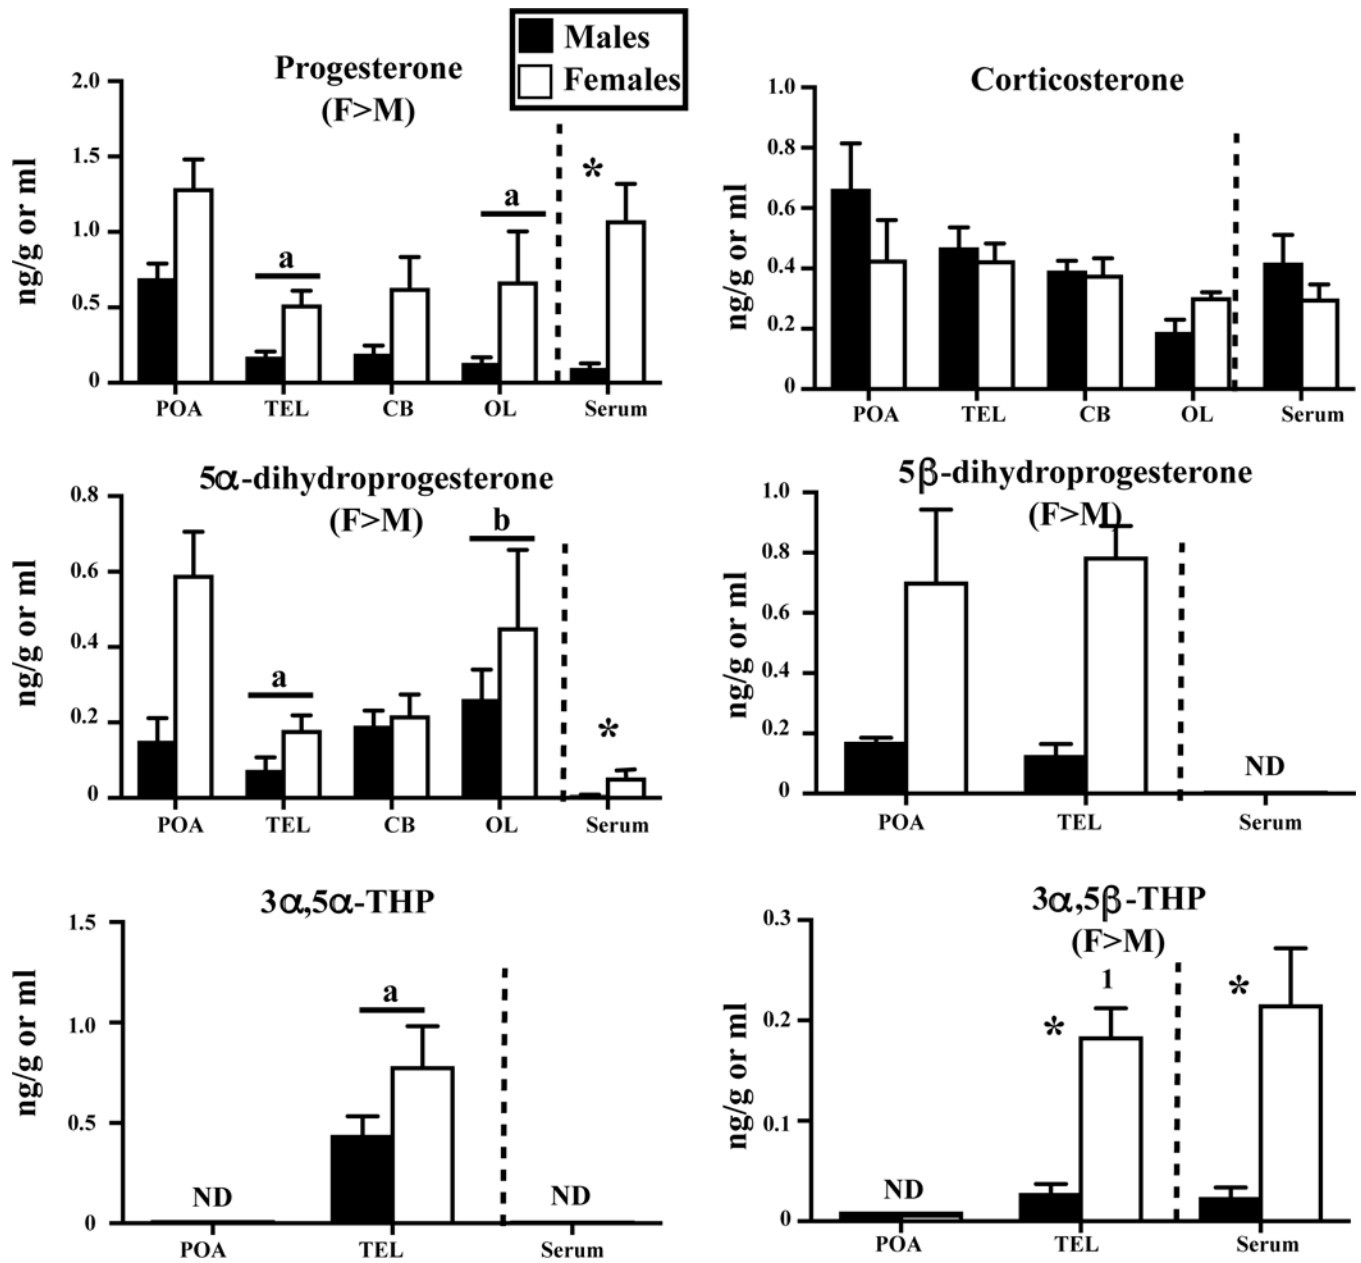 Males
Females
Progesterone
(F>M)
ng/g or ml
2.0
1.5
1.0
0.5
0
a
a
*
POA
TEL
CB
OL
Serum
Corticosterone
ng/g or ml
1.0
0.8
0.6
0.4
0.2
0
POA
TEL
CB
OL
Serum
5α-dihydroprogesterone
(F>M)
ng/g or ml
0.8
0.6
0.4
0.2
0
a
b
*
POA
TEL
CB
OL
Serum
5β-dihydroprogesterone
(F>M)
ng/g or ml
1.0
0.8
0.6
0.4
0.2
0
ND
POA
TEL
Serum
3α,5α-THP
ng/g or ml
1.5
1.0
0.5
0
ND
a
ND
POA
TEL
Serum
3α,5β-THP
(F>M)
ng/g or ml
0.3
0.2
0.1
0
ND
*
1
*
POA
TEL
Serum